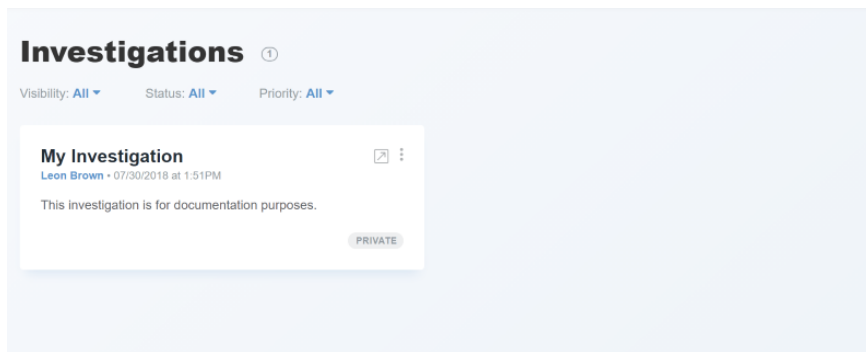 Investigations 1
Visibility: All Status: All Priority: All
My Investigation
Leon Brown • 07/30/2018 at 1:51PM
This investigation is for documentation purposes.
PRIVATE